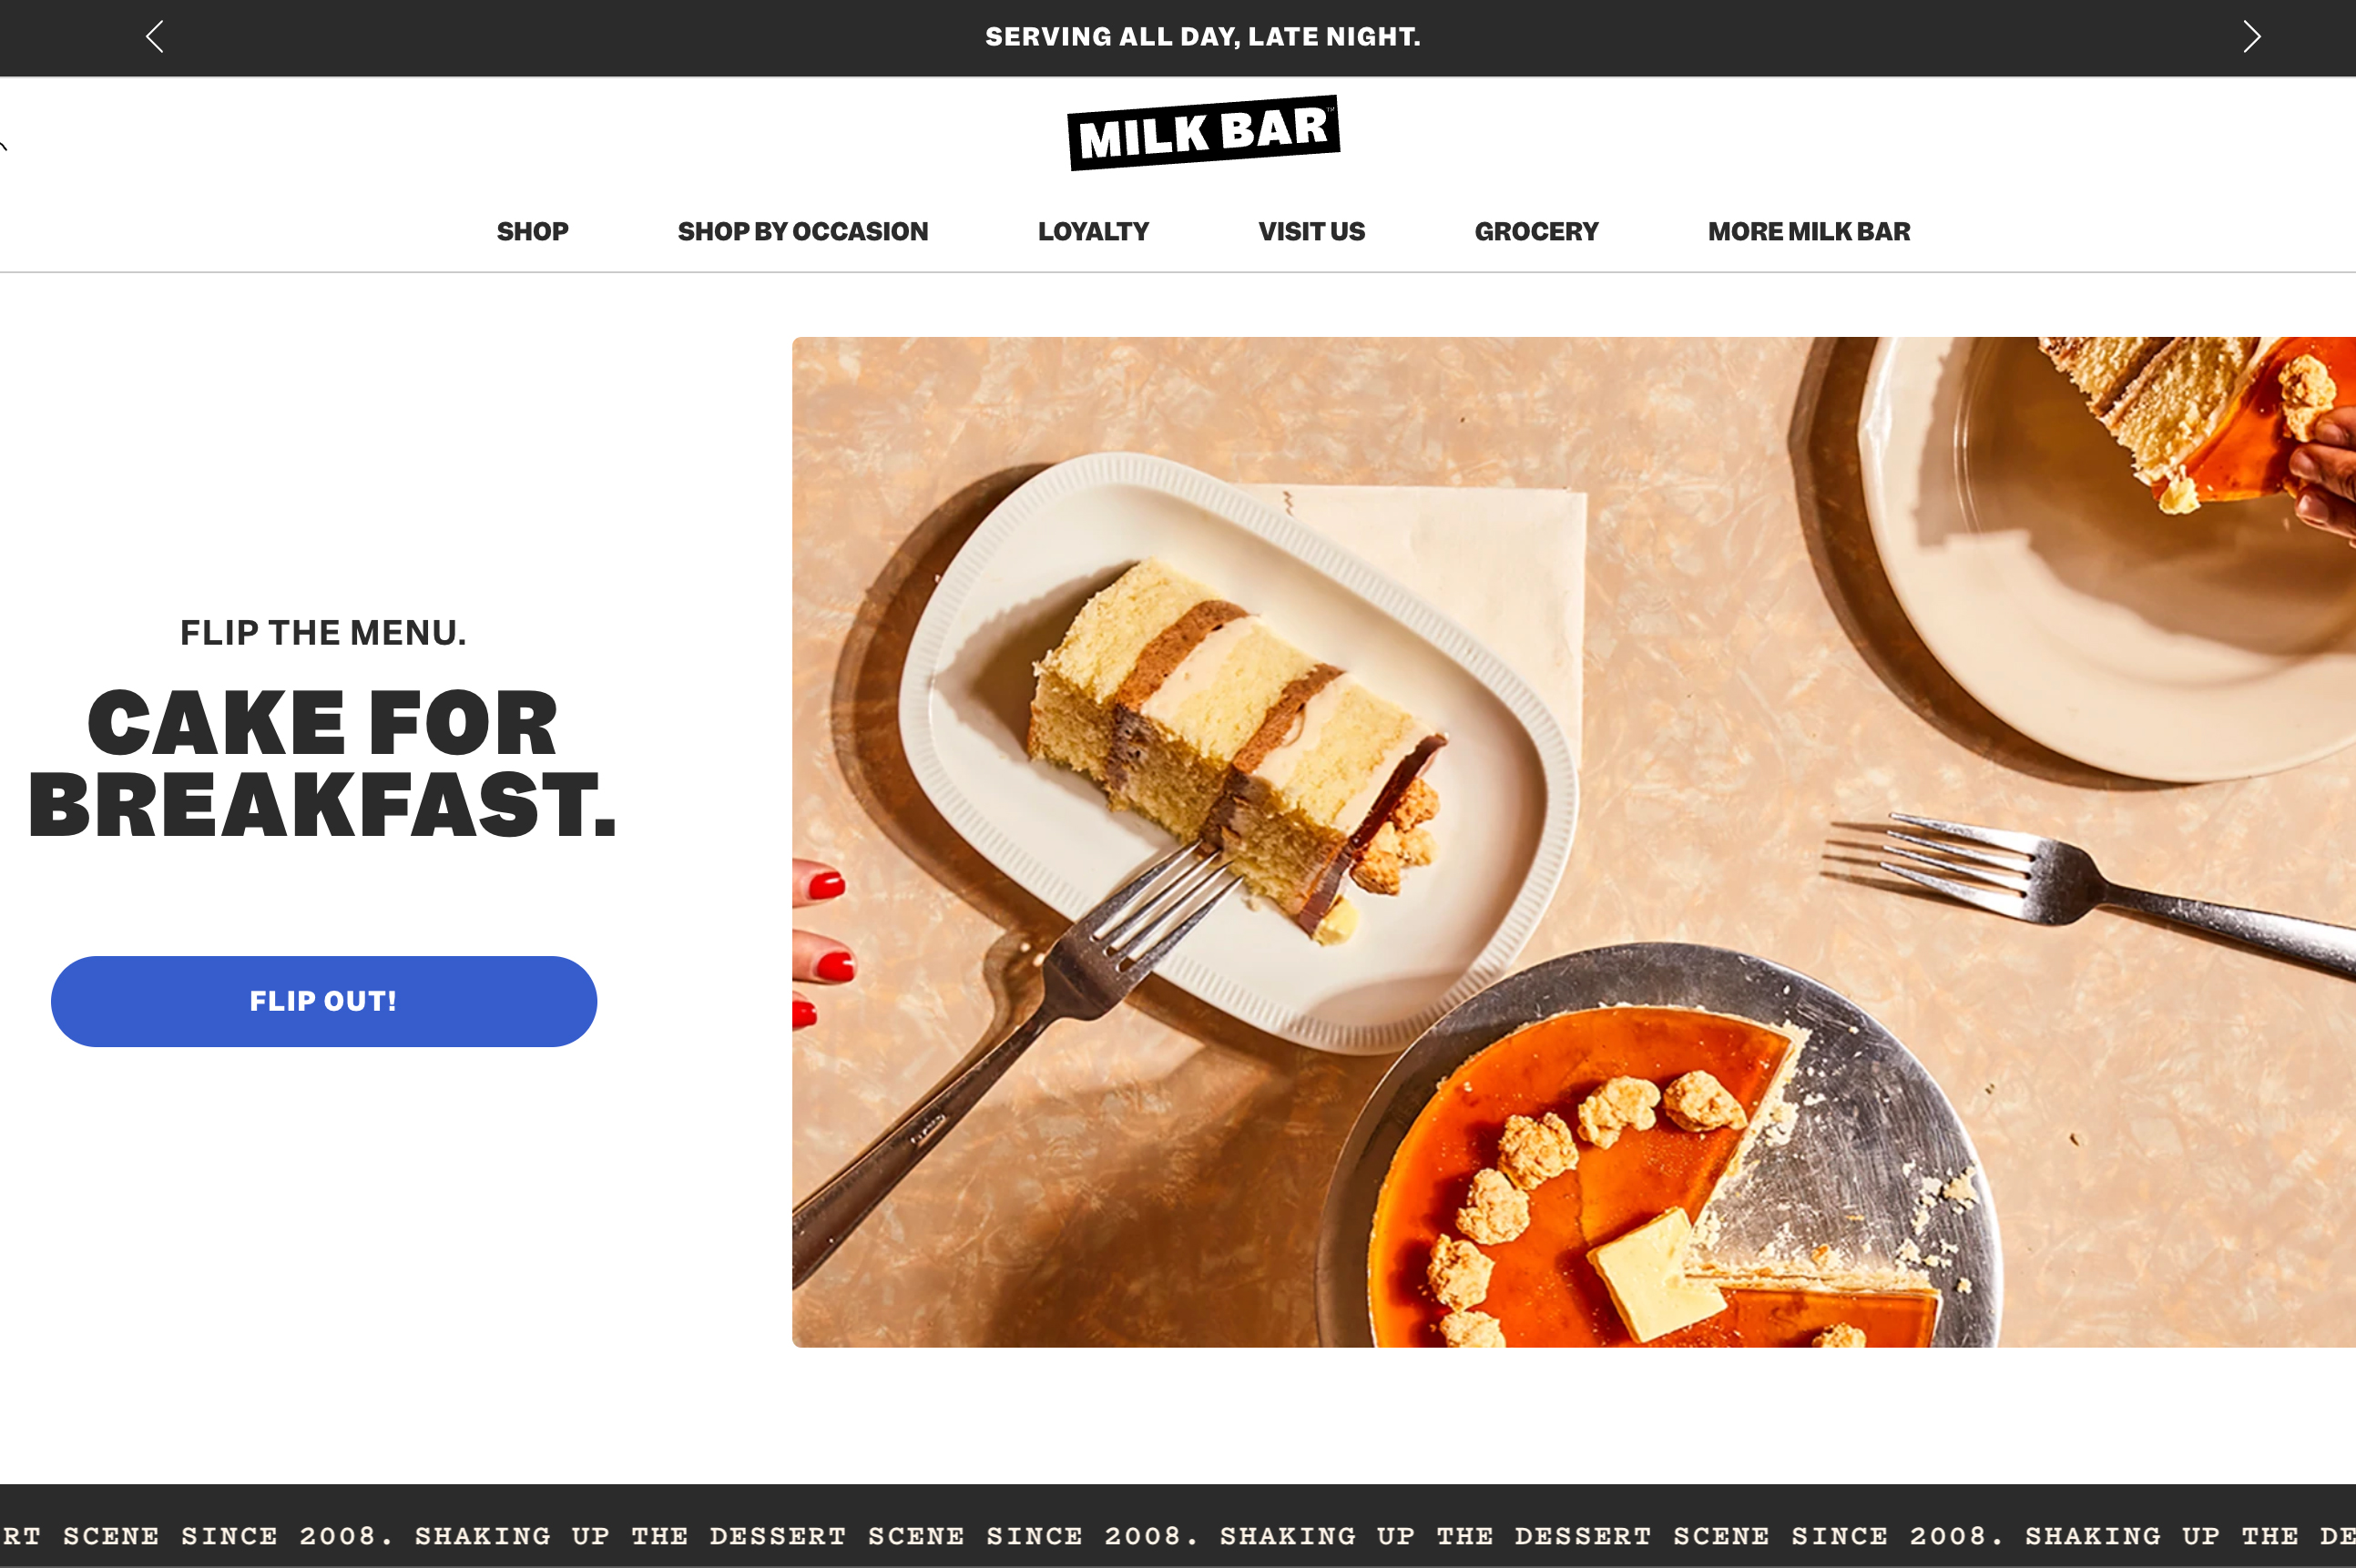 SERVING ALL DAY, LATE NIGHT.
MILK BAR™
SHOP SHOP BY OCCASION LOYALTY VISIT US GROCERY MORE MILK BAR
FLIP THE MENU.
CAKE FOR
BREAKFAST.
FLIP OUT!
RT SCENE SINCE 2008. SHAKING UP THE DESSERT SCENE SINCE 2008. SHAKING UP THE DESSERT SCENE SINCE 2008. SHAKING UP THE DE